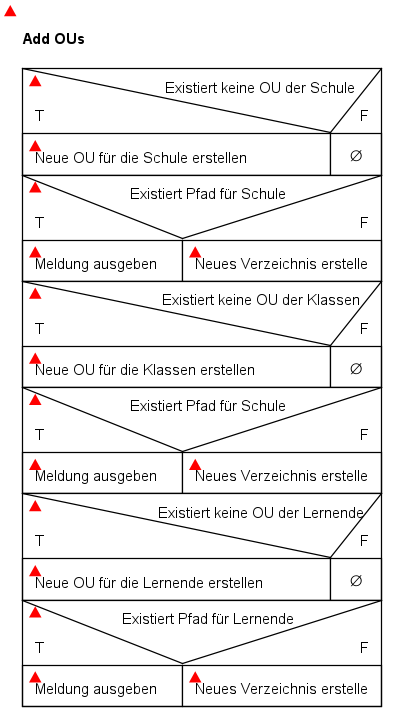 Add OUs
Existiert keine OU der Schule
T F
Neue OU für die Schule erstellen Ø
Existiert Pfad für Schule
T F
Meldung ausgeben Neues Verzeichnis erstelle
Existiert keine OU der Klassen
T F
Neue OU für die Klassen erstellen Ø
Existiert Pfad für Schule
T F
Meldung ausgeben Neues Verzeichnis erstelle
Existiert keine OU der Lernende
T F
Neue OU für die Lernende erstellen Ø
Existiert Pfad für Lernende
T F
Meldung ausgeben Neues Verzeichnis erstelle